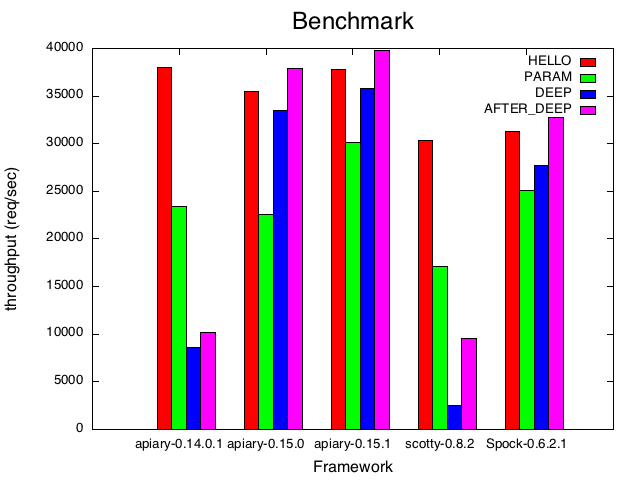 Benchmark
throughput (req/sec)
40000
35000
30000
25000
20000
15000
10000
5000
0
HELLO
PARAM
DEEP
AFTER_DEEP
apiary-0.14.0.1 apiary-0.15.0 apiary-0.15.1 scotty-0.8.2 Spock-0.6.2.1
Framework